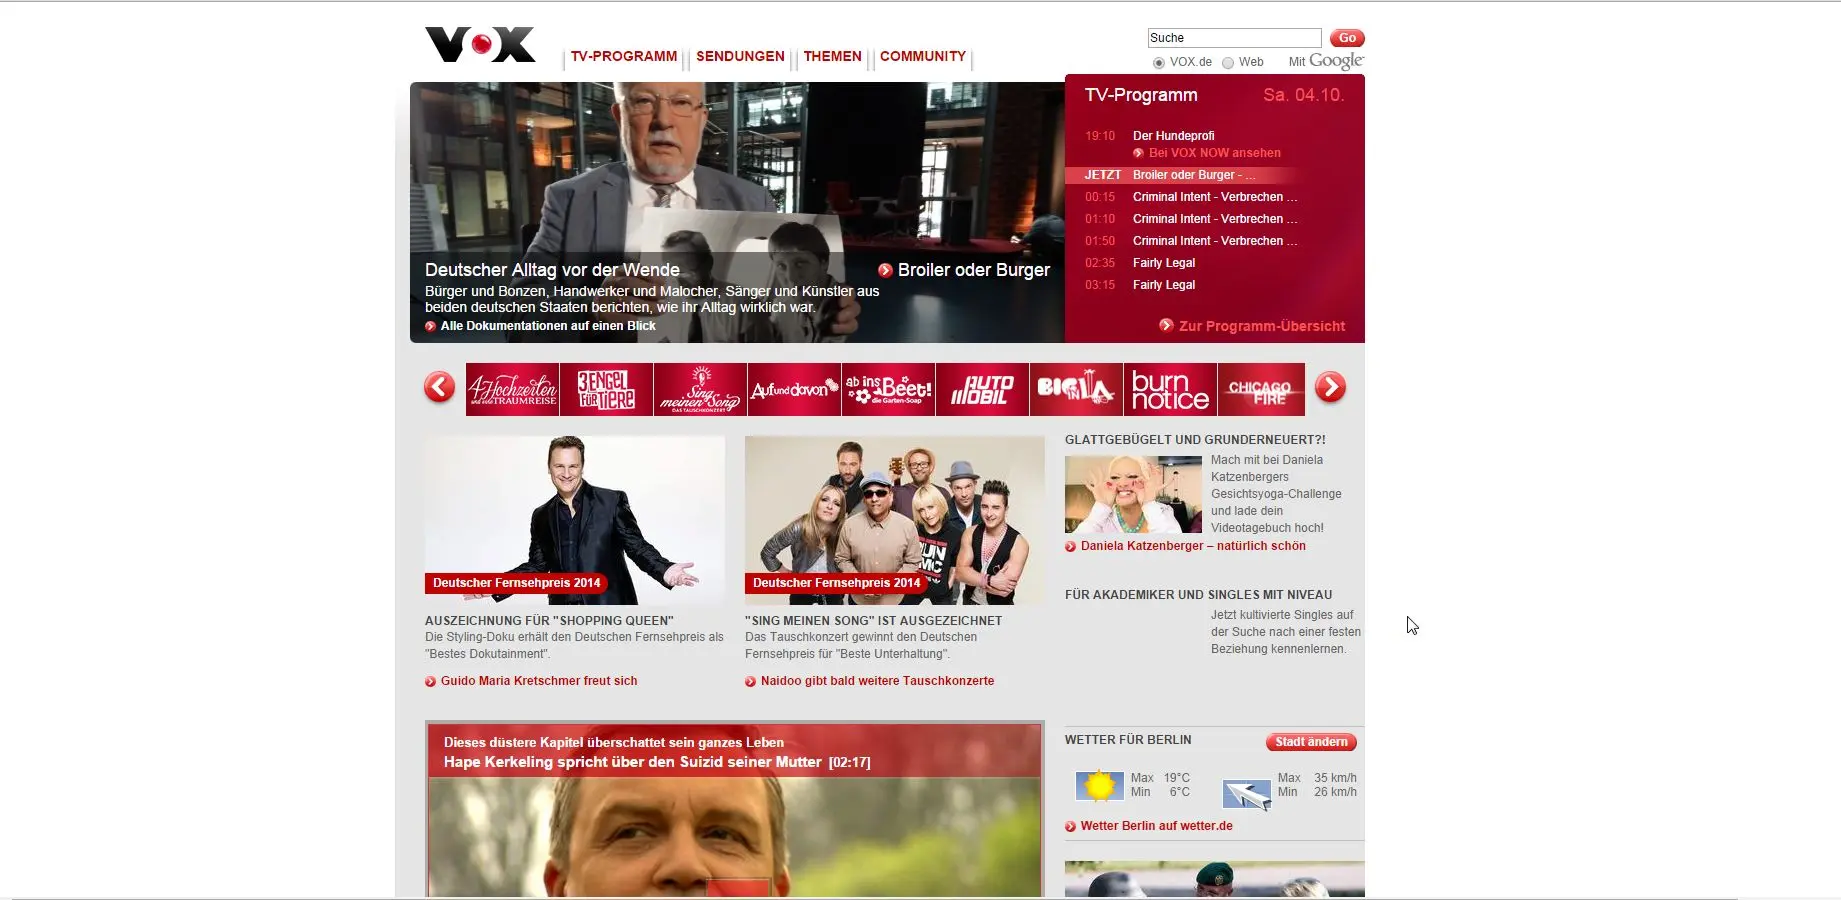 VOX
TV-PROGRAMM
SENDUNGEN
THEMEN
COMMUNITY
Suche
Go
VOX.de
Web
Mit Google
Deutscher Alltag vor der Wende
Broiler oder Burger
Bürger und Bonzen, Handwerker und Malocher, Sänger und Künstler aus
beiden deutschen Staaten berichten, wie ihr Alltag wirklich war.
Alle Dokumentationen auf einen Blick
TV-Programm Sa. 04.10.
19:10 Der Hundeprofi
Bei VOX NOW ansehen
JETZT Broiler oder Burger - ...
00:15 Criminal Intent - Verbrechen ...
01:10 Criminal Intent - Verbrechen ...
01:50 Criminal Intent - Verbrechen ...
02:35 Fairly Legal
03:15 Fairly Legal
Zur Programm-Übersicht
4 Hochzeiten
und eine TRAUMREISE
3 ENGEL
FÜR TIERE
Sing
meinen Song
DAS TAUSCHKONZERT
Auf und davon
ab ins
Beet!
die Garten-Soap
AUTO
MOBIL
BIG IN LA
burn
notice
CHICAGO
FIRE
Deutscher Fernsehpreis 2014
AUSZEICHNUNG FÜR "SHOPPING QUEEN"
Die Styling-Doku erhält den Deutschen Fernsehpreis als
"Bestes Dokutainment".
Guido Maria Kretschmer freut sich
RUN
DMC
Deutscher Fernsehpreis 2014
"SING MEINEN SONG" IST AUSGEZEICHNET
Das Tauschkonzert gewinnt den Deutschen
Fernsehpreis für "Beste Unterhaltung".
Naidoo gibt bald weitere Tauschkonzerte
GLATTGEBÜGELT UND GRUNDERNEUERT?!
Mach mit bei Daniela
Katzenbergers
Gesichtsyoga-Challenge
und lade dein
Videotagebuch hoch!
Daniela Katzenberger – natürlich schön
FÜR AKADEMIKER UND SINGLES MIT NIVEAU
Jetzt kultivierte Singles auf
der Suche nach einer festen
Beziehung kennenlernen.
Dieses düstere Kapitel überschattet sein ganzes Leben
Hape Kerkeling spricht über den Suizid seiner Mutter [02:17]
WETTER FÜR BERLIN
Stadt ändern
Max 19°C
Min 6°C
Max 35 km/h
Min 26 km/h
Wetter Berlin auf wetter.de